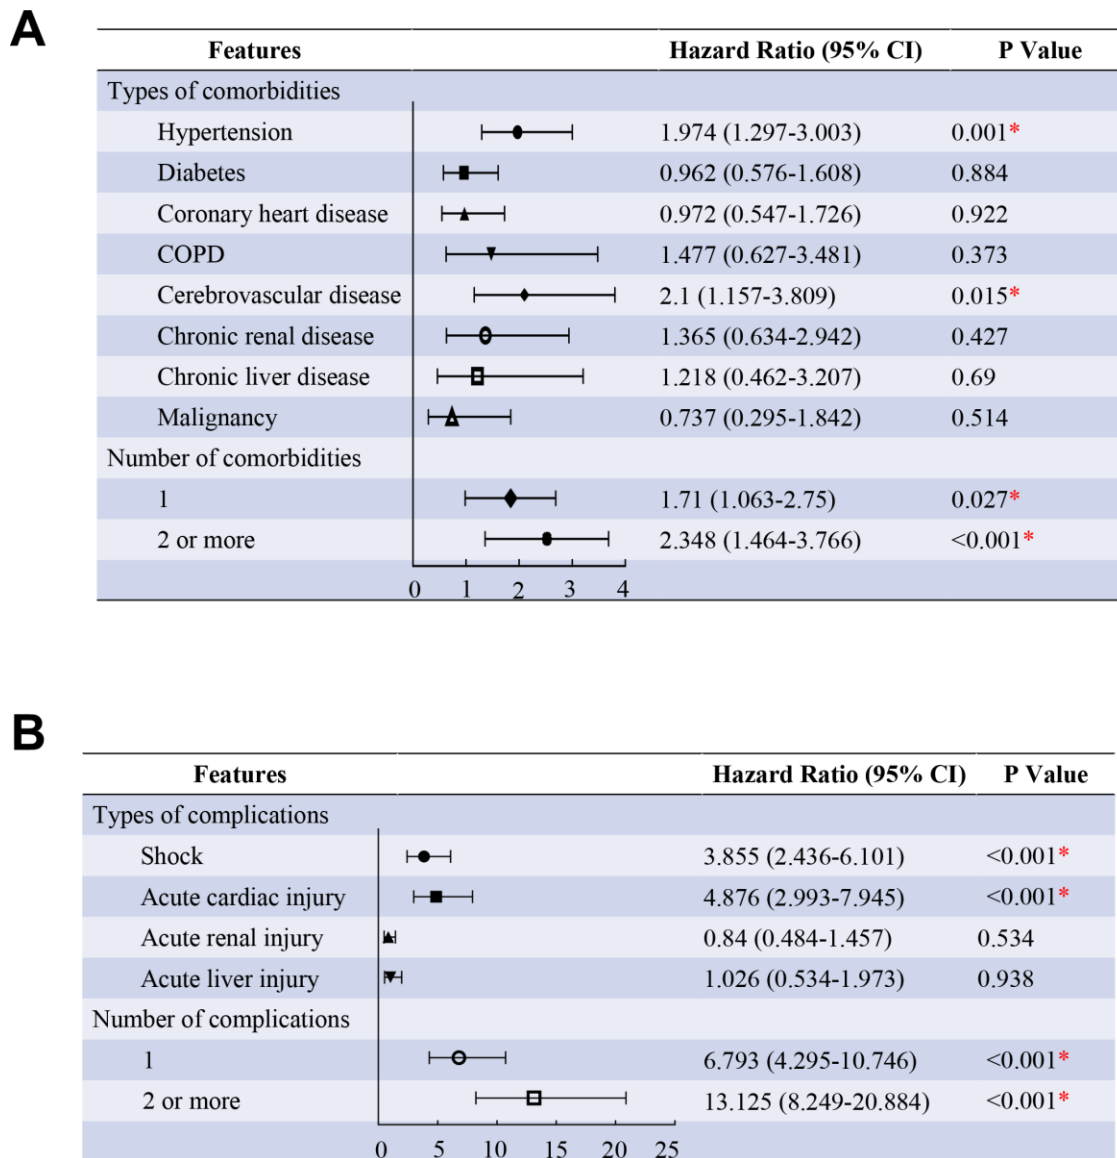 A
Features Hazard Ratio (95% CI) P Value
Types of comorbidities
Hypertension 1.974 (1.297-3.003) 0.001*
Diabetes 0.962 (0.576-1.608) 0.884
Coronary heart disease 0.972 (0.547-1.726) 0.922
COPD 1.477 (0.627-3.481) 0.373
Cerebrovascular disease 2.1 (1.157-3.809) 0.015*
Chronic renal disease 1.365 (0.634-2.942) 0.427
Chronic liver disease 1.218 (0.462-3.207) 0.69
Malignancy 0.737 (0.295-1.842) 0.514
Number of comorbidities
1 1.71 (1.063-2.75) 0.027*
2 or more 2.348 (1.464-3.766) <0.001*
0 1 2 3 4
B
Features Hazard Ratio (95% CI) P Value
Types of complications
Shock 3.855 (2.436-6.101) <0.001*
Acute cardiac injury 4.876 (2.993-7.945) <0.001*
Acute renal injury 0.84 (0.484-1.457) 0.534
Acute liver injury 1.026 (0.534-1.973) 0.938
Number of complications
1 6.793 (4.295-10.746) <0.001*
2 or more 13.125 (8.249-20.884) <0.001*
0 5 10 15 20 25